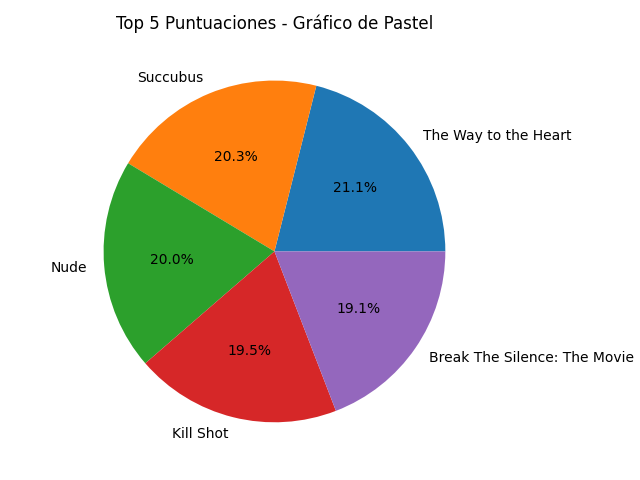 Top 5 Puntuaciones - Gráfico de Pastel
Succubus
The Way to the Heart
20.3%
21.1%
Nude
20.0%
19.1%
19.5%
Break The Silence: The Movie
Kill Shot